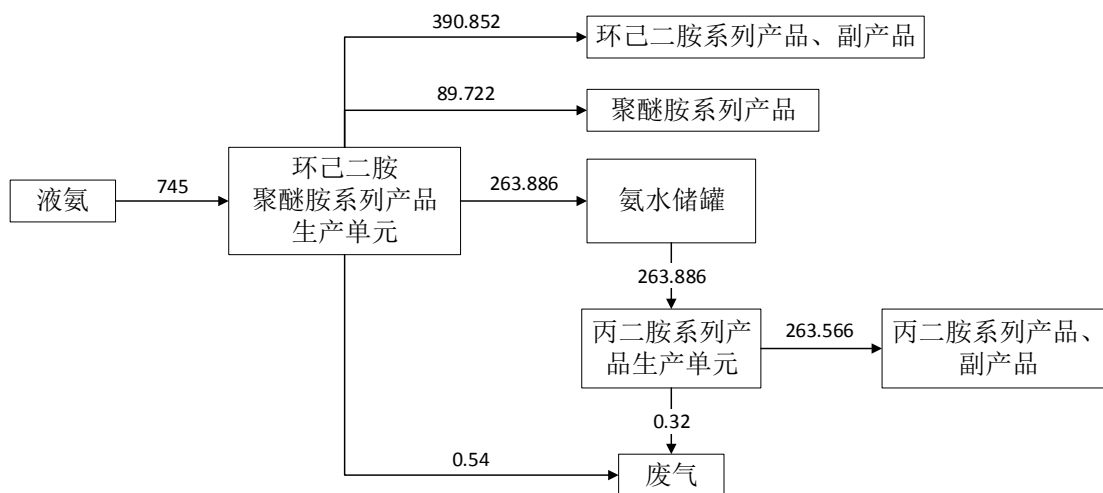 390.852
环己二胺系列产品、副产品
89.722
聚醚胺系列产品
液氨
745
环己二胺
聚醚胺系列产品
生产单元
263.886
氨水储罐
263.886
丙二胺系列产
品生产单元
263.566
丙二胺系列产品、
副产品
0.32
0.54
废气